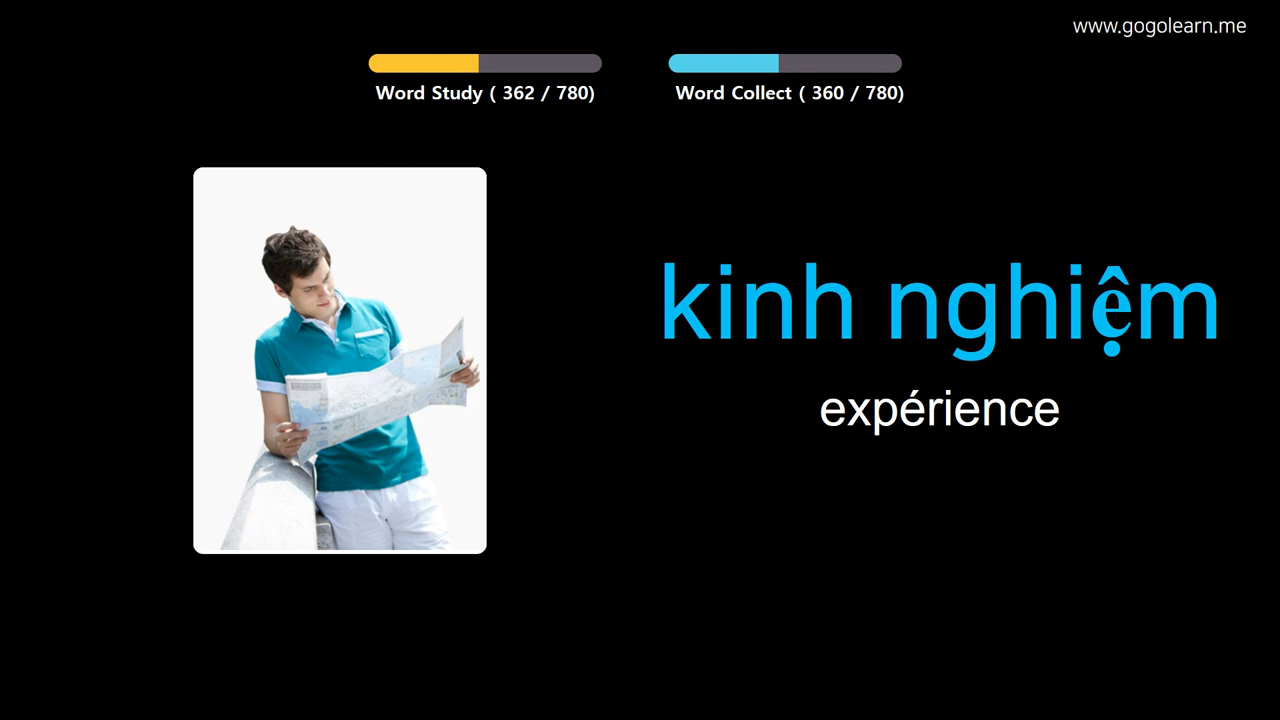 www.gogolearn.me
Word Study ( 362 / 780)
Word Collect ( 360 / 780)
kinh nghiệm
expérience